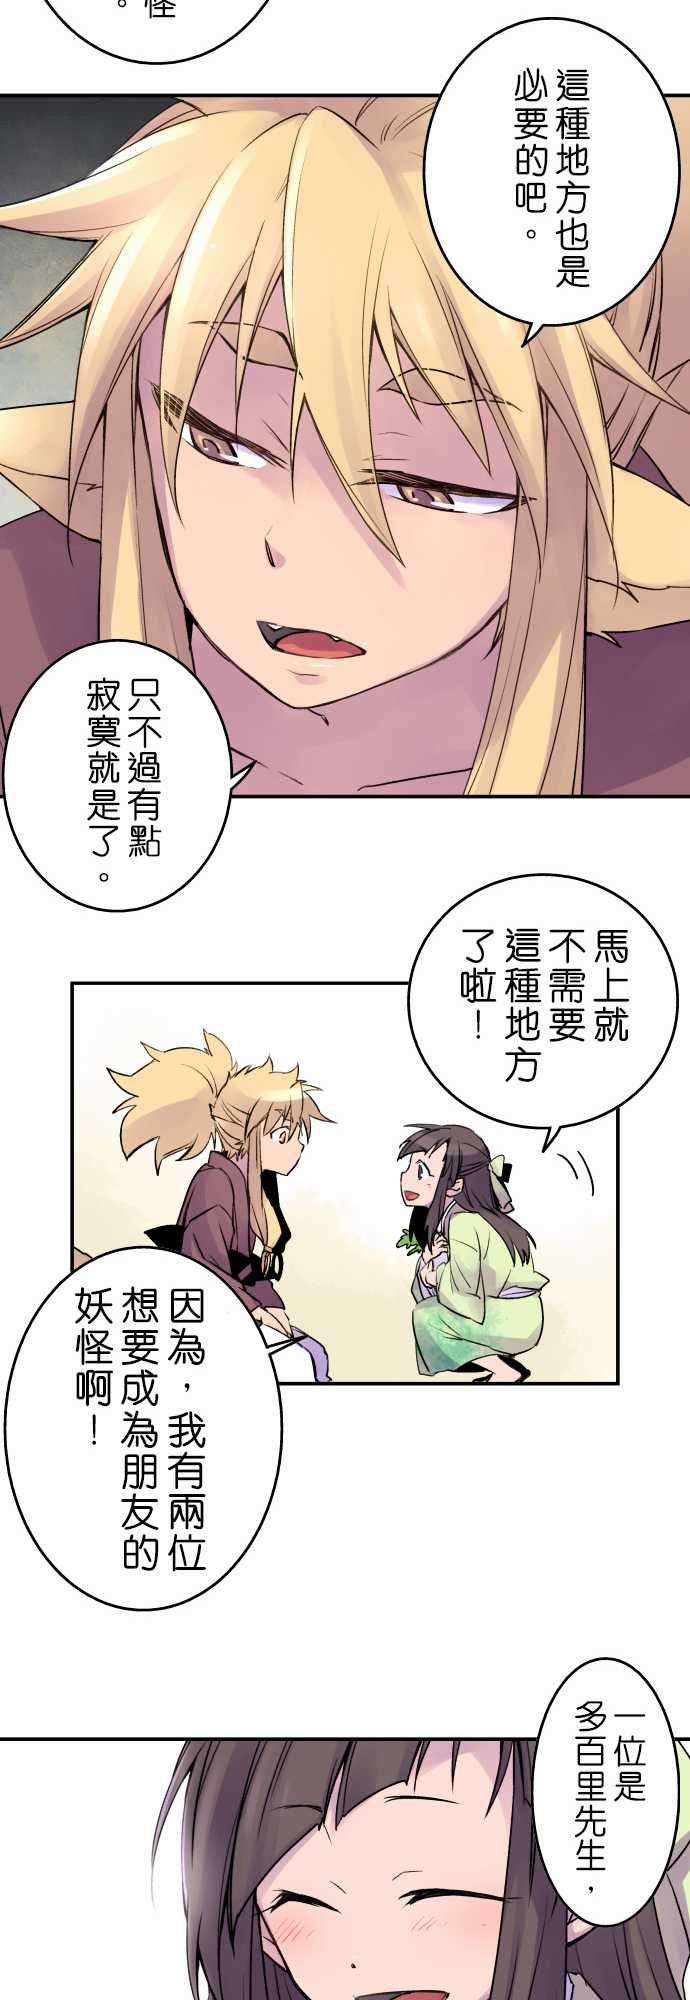 怪
。
這種地方也是
必要的吧。
只不過有點
寂寞就是了。
馬上就
不需要
這種地方
了啦！
因為，我有兩位
想要成為朋友的
妖怪啊！
一位是
多百里先生，